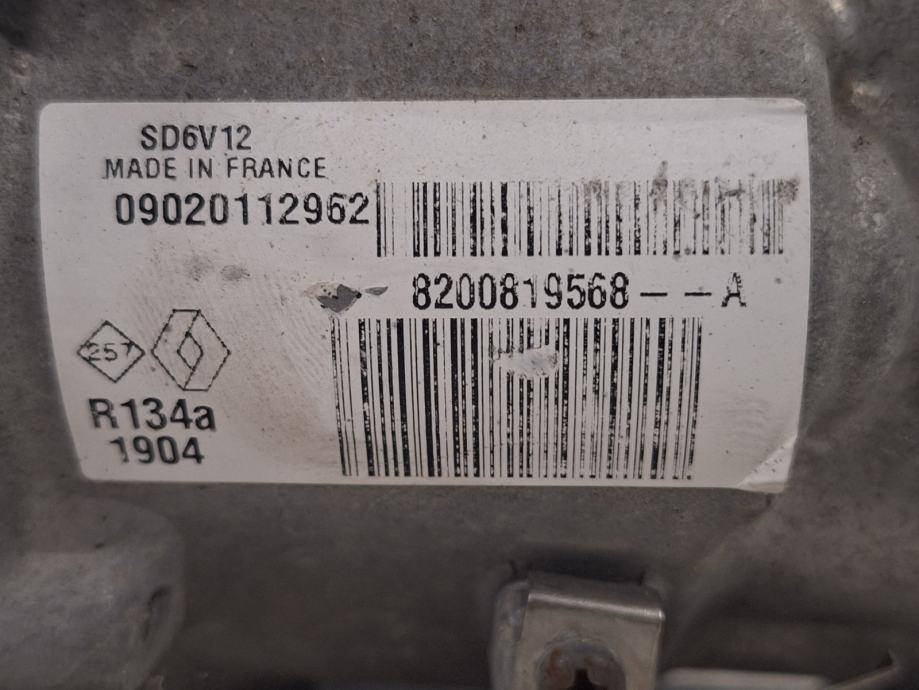 SD6V12
MADE IN FRANCE
09020112962
8200819568--A
257
R134a
1904